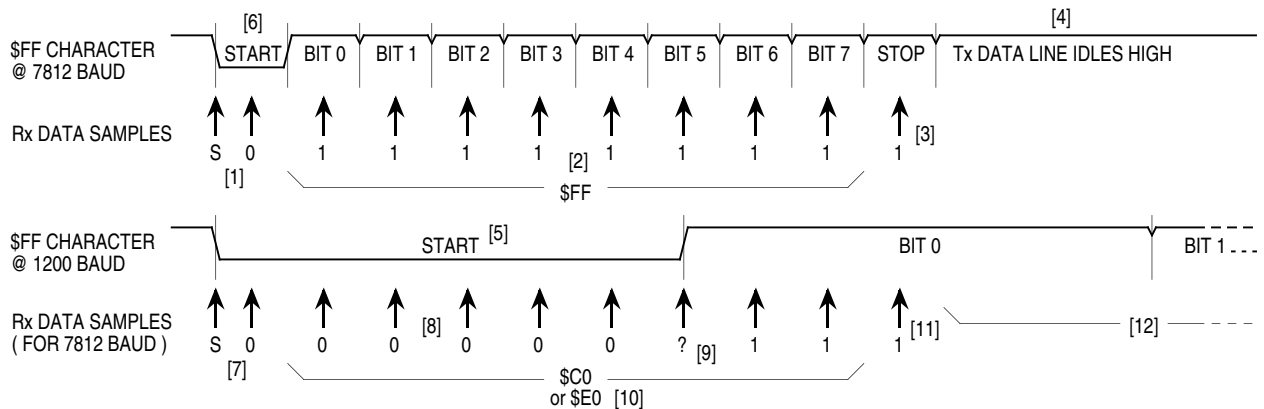 [6] [4]
$FF CHARACTER START BIT 0 BIT 1 BIT 2 BIT 3 BIT 4 BIT 5 BIT 6 BIT 7 STOP Tx DATA LINE IDLES HIGH
@ 7812 BAUD
Rx DATA SAMPLES [3]
S 0 1 1 1 1 1 1 1 1 1
[1] [2]
$FF
$FF CHARACTER START [5] BIT 0 BIT 1
@ 1200 BAUD
Rx DATA SAMPLES [8] [11] [12]
( FOR 7812 BAUD ) S 0 0 0 0 0 0 ? [9] 1 1 1
[7]
$C0
or $E0 [10]